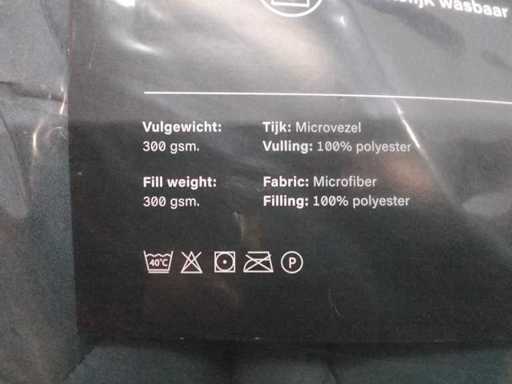 wasbaar
Vulgewicht:
300 gsm.
Tijk: Microvezel
Vulling: 100% polyester
Fill weight:
300 gsm.
Fabric: Microfiber
Filling: 100% polyester
40°C
P